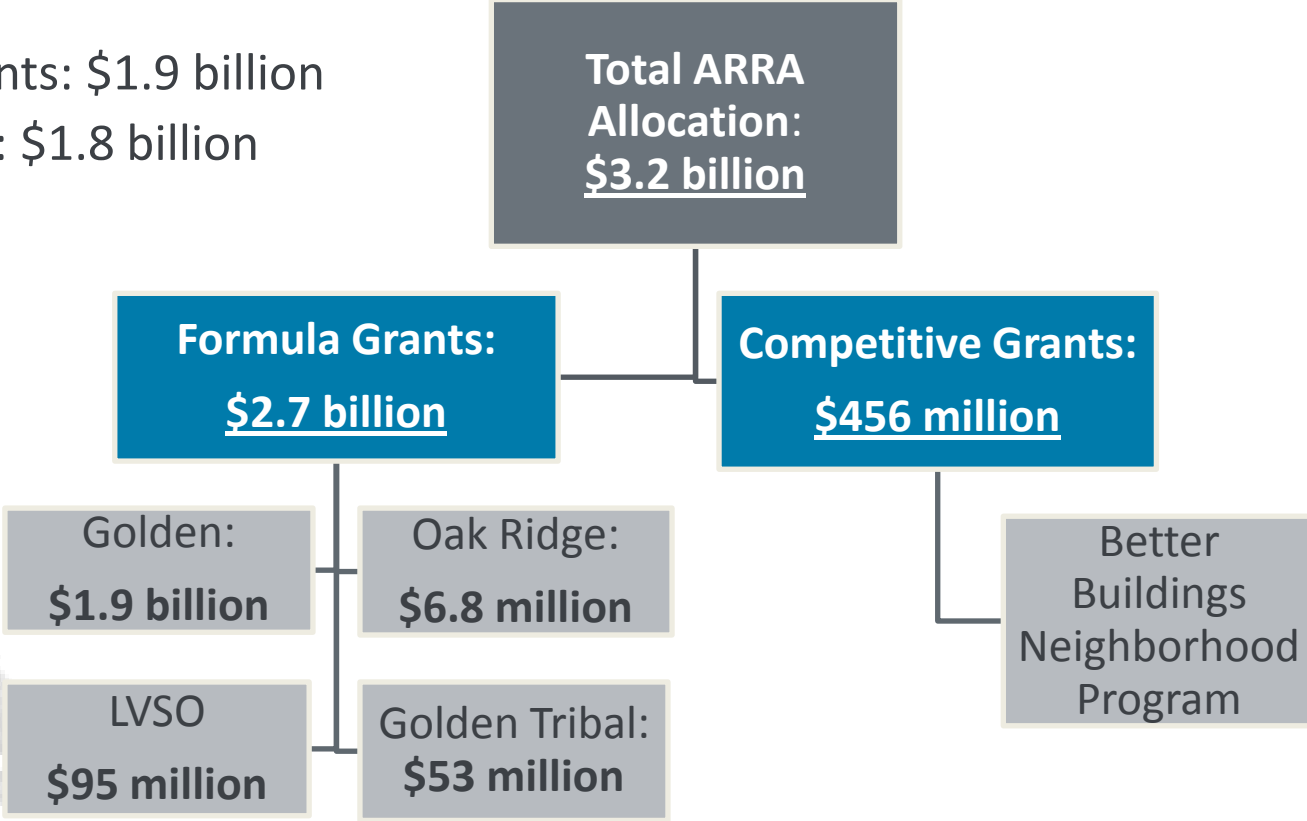 nts: $1.9 billion
: $1.8 billion
Total ARRA
Allocation:
$3.2 billion
Formula Grants:
$2.7 billion
Competitive Grants:
$456 million
Golden:
$1.9 billion
Oak Ridge:
$6.8 million
LVSO
$95 million
Golden Tribal:
$53 million
Better
Buildings
Neighborhood
Program